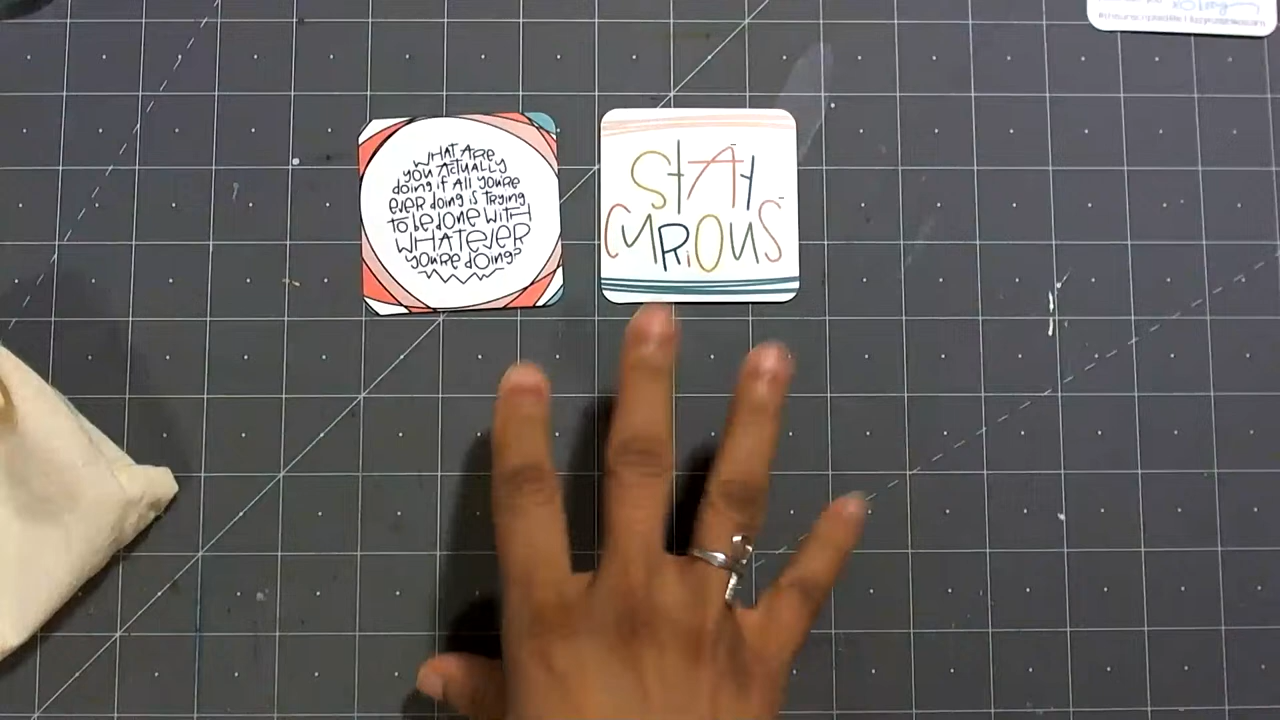 WHAT ARE
you ACTUALLY
doing if All you're
EVER doing is TRying
TO be done WITH
WHATEVER
you're doing?
STAY
CURIOUS